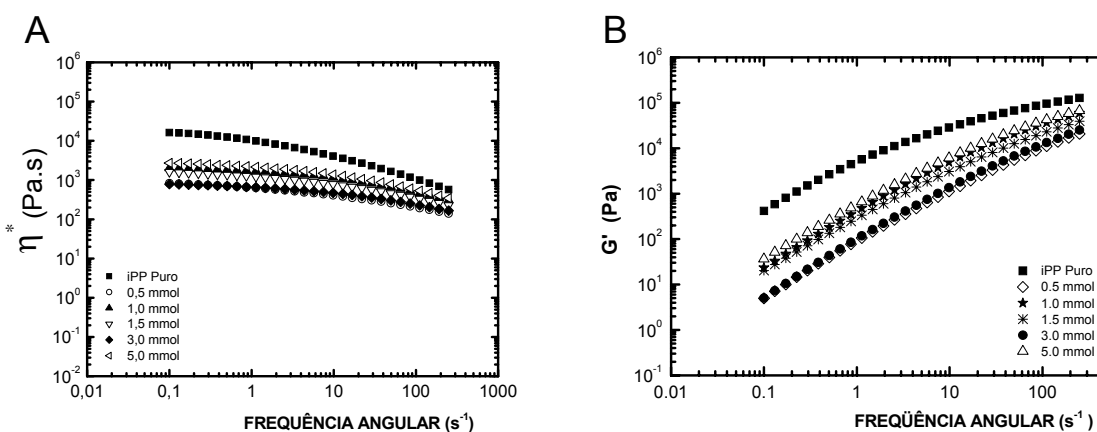 A
10^6
10^5
10^4
10^3
10^2
10^1
10^0
10^-1
10^-2
η* (Pa.s)
iPP Puro
0,5 mmol
1,0 mmol
1,5 mmol
3,0 mmol
5,0 mmol
0,01 0,1 1 10 100 1000
FREQUÊNCIA ANGULAR (s^-1)
B
10^6
10^5
10^4
10^3
10^2
10^1
10^0
10^-1
G' (Pa)
iPP Puro
0.5 mmol
1.0 mmol
1.5 mmol
3.0 mmol
5.0 mmol
0.01 0.1 1 10 100
FREQÜÊNCIA ANGULAR (s^-1 )